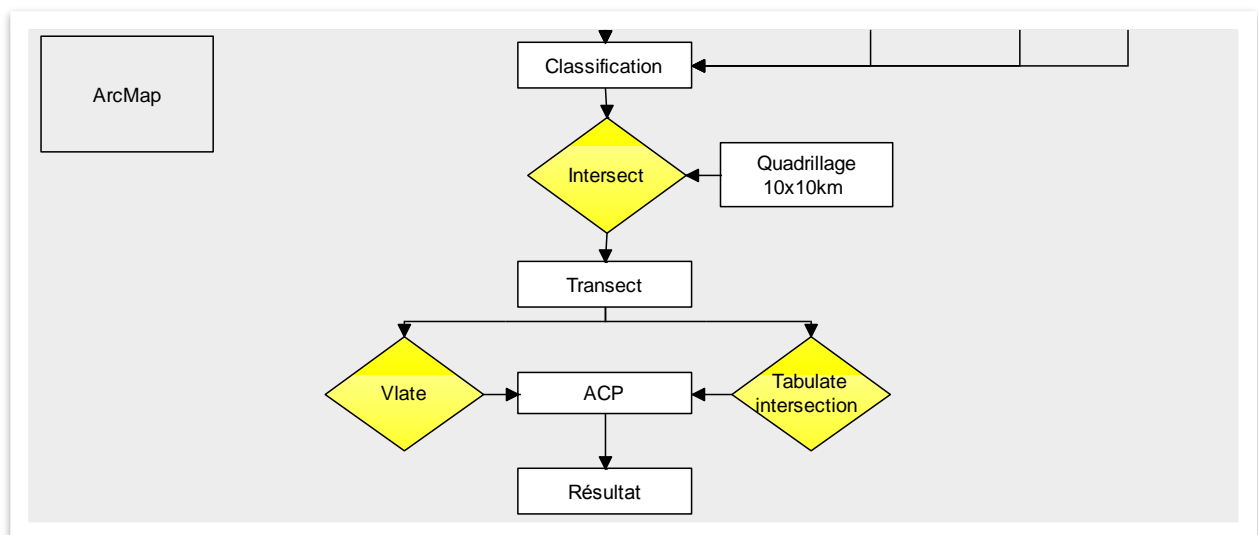 ArcMap
Classification
Intersect
Quadrillage
10x10km
Transect
Vlate
ACP
Tabulate
intersection
Résultat